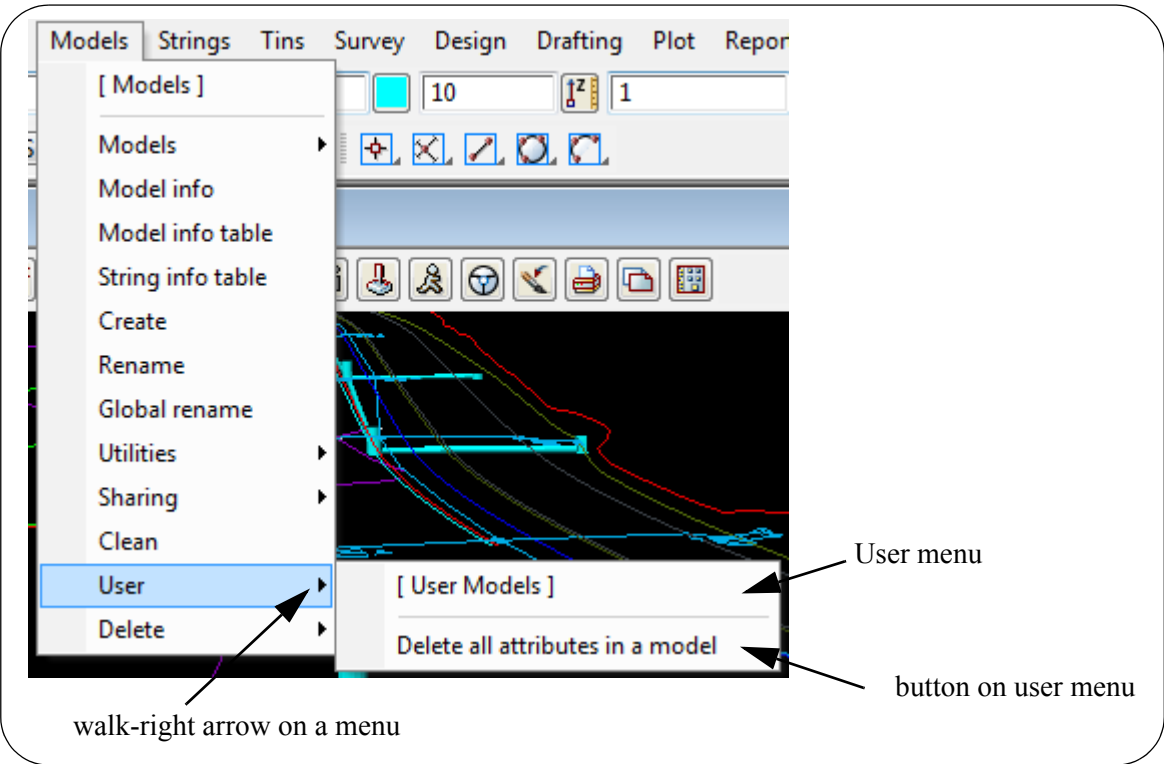 Models Strings Tins Survey Design Drafting Plot
[ Models ]
10 1
Models
Model info
Model info table
String info table
Create
Rename
Global rename
Utilities
Sharing
Clean
User
[ User Models ]
User menu
Delete
Delete all attributes in a model
button on user menu
walk-right arrow on a menu